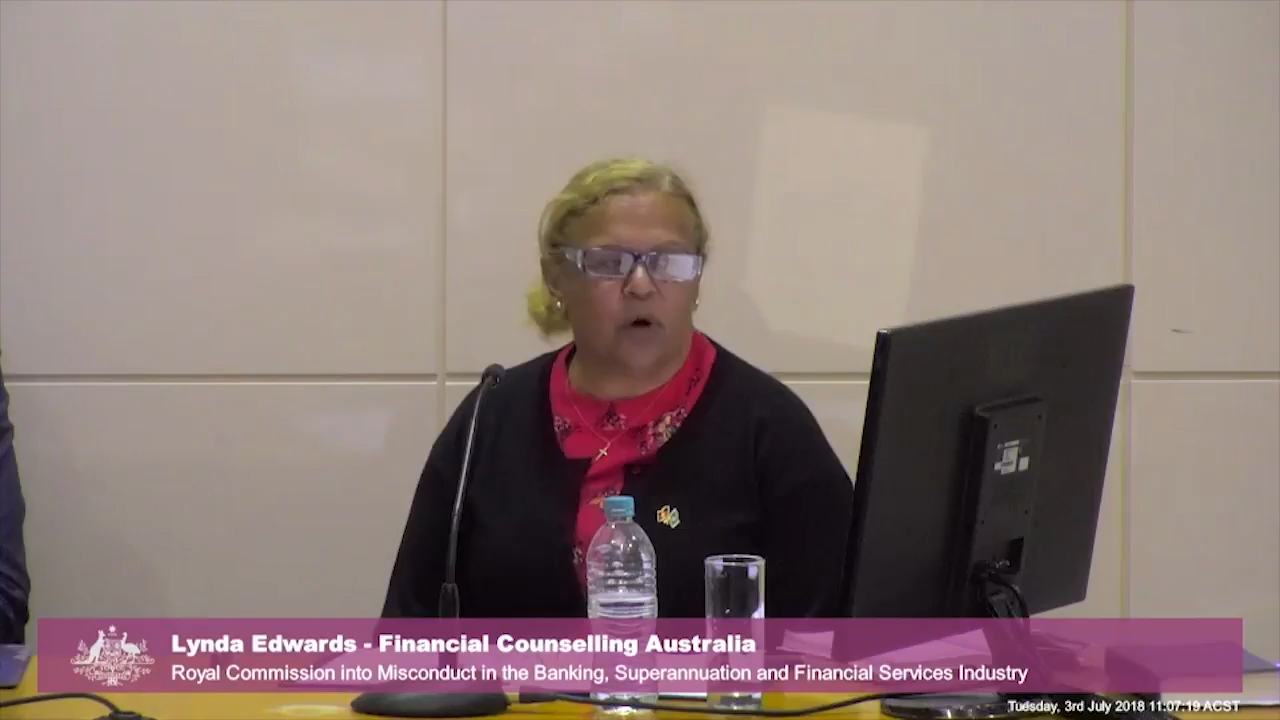 Lynda Edwards - Financial Counselling Australia
Royal Commission into Misconduct in the Banking, Superannuation and Financial Services Industry
Tuesday, 3rd July 2018 11:07:19 ACST